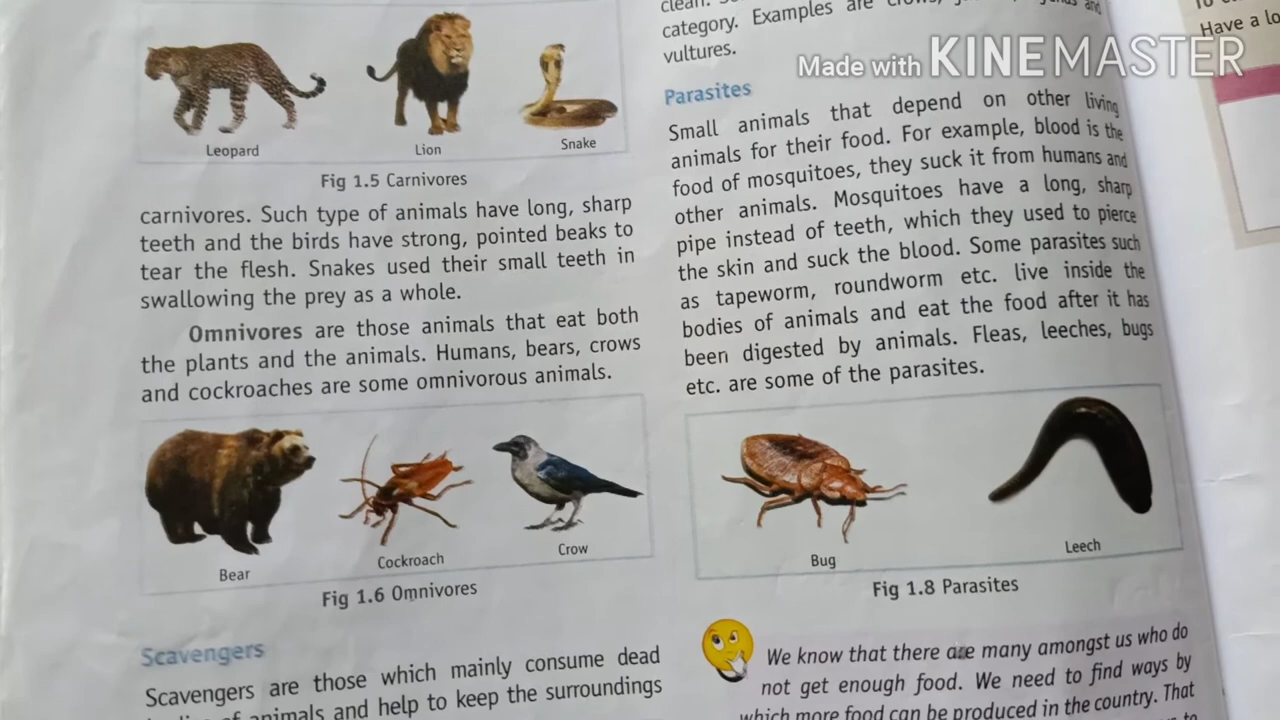 Leopard
Lion
Snake
Fig 1.5 Carnivores
carnivores. Such type of animals have long, sharp
teeth and the birds have strong, pointed beaks to
tear the flesh. Snakes used their small teeth in
swallowing the prey as a whole.
Omnivores are those animals that eat both
the plants and the animals. Humans, bears, crows
and cockroaches are some omnivorous animals.
Bear
Cockroach
Crow
Fig 1.6 Omnivores
Scavengers
Scavengers are those which mainly consume dead
of animals and help to keep the surroundings
clean.
category. Examples are crows, and
vultures.
Parasites
Small animals that depend on other living
animals for their food. For example, blood is the
food of mosquitoes, they suck it from humans and
other animals. Mosquitoes have a long, sharp
pipe instead of teeth, which they used to pierce
the skin and suck the blood. Some parasites such
as tapeworm, roundworm etc. live inside the
bodies of animals and eat the food after it has
been digested by animals. Fleas, leeches, bugs
etc. are some of the parasites.
Bug
Leech
Fig 1.8 Parasites
We know that there are many amongst us who do
not get enough food. We need to find ways by
which more food can be produced in the country. That
to
Have a lo
Made with KINEMASTER